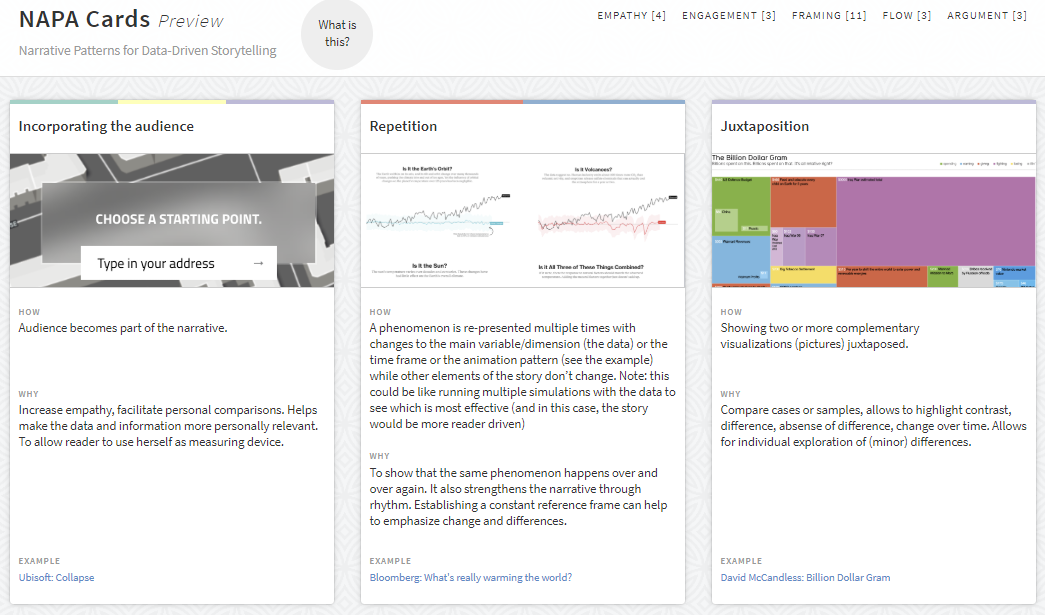 NAPA Cards Preview
Narrative Patterns for Data-Driven Storytelling
What is
this?
EMPATHY [4] ENGAGEMENT [3] FRAMING [11] FLOW [3] ARGUMENT [3]
Incorporating the audience
CHOOSE A STARTING POINT.
Type in your address →
HOW
Audience becomes part of the narrative.
WHY
Increase empathy, facilitate personal comparisons. Helps
make the data and information more personally relevant.
To allow reader to use herself as measuring device.
EXAMPLE
Ubisoft: Collapse
Repetition
Is It the Earth's Orbit?
Is It Volcanoes?
Is It the Sun?
Is It All Three of These Things Combined?
HOW
A phenomenon is re-presented multiple times with
changes to the main variable/dimension (the data) or the
time frame or the animation pattern (see the example)
while other elements of the story don't change. Note: this
could be like running multiple simulations with the data to
see which is most effective (and in this case, the story
would be more reader driven)
WHY
To show that the same phenomenon happens over and
over again. It also strengthens the narrative through
rhythm. Establishing a constant reference frame can help
to emphasize change and differences.
EXAMPLE
Bloomberg: What's really warming the world?
Juxtaposition
The Billion Dollar Gram
HOW
Showing two or more complementary
visualizations (pictures) juxtaposed.
WHY
Compare cases or samples, allows to highlight contrast,
difference, absense of difference, change over time. Allows
for individual exploration of (minor) differences.
EXAMPLE
David McCandless: Billion Dollar Gram